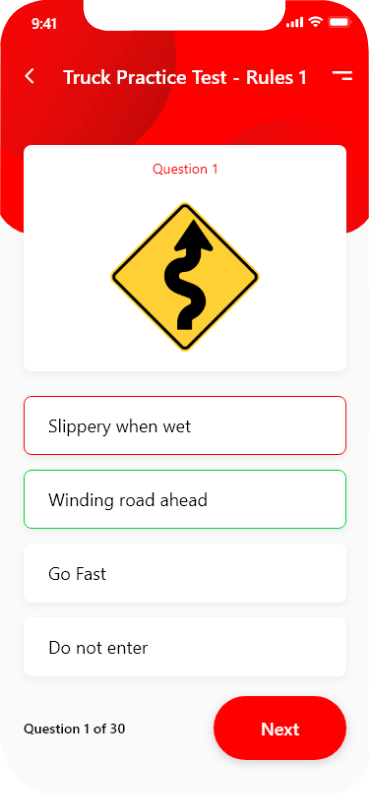 9:41
Truck Practice Test - Rules 1
Question 1
Slippery when wet
Winding road ahead
Go Fast
Do not enter
Question 1 of 30
Next